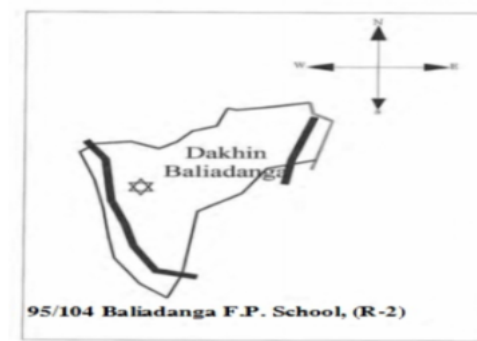 N
W E
S
Dakhin
Baliadanga
95/104 Baliadanga F.P. School, (R-2)